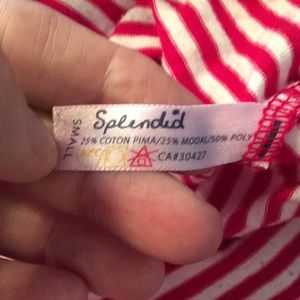 SMALL
Splendid
25% COTON PIMA/25% MODAL/50% POLY
CA#30427